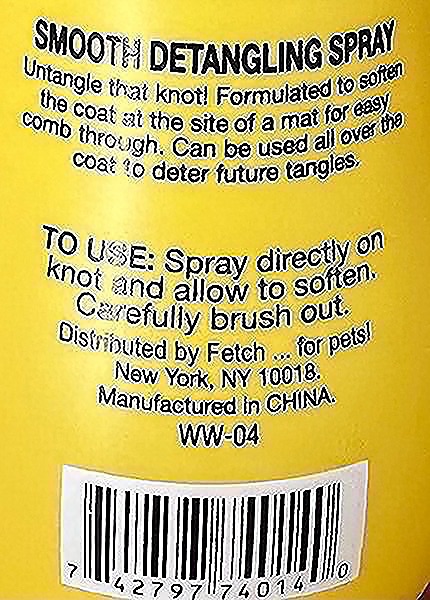 SMOOTH DETANGLING SPRAY
Untangle that knot! Formulated to soften
the coat at the site of a mat for easy
comb through. Can be used all over the
coat to deter future tangles.
TO USE: Spray directly on
knot and allow to soften.
Carefully brush out.
Distributed by Fetch ... for pets!
New York, NY 10018.
Manufactured in CHINA.
WW-04
7 42797 74014 0